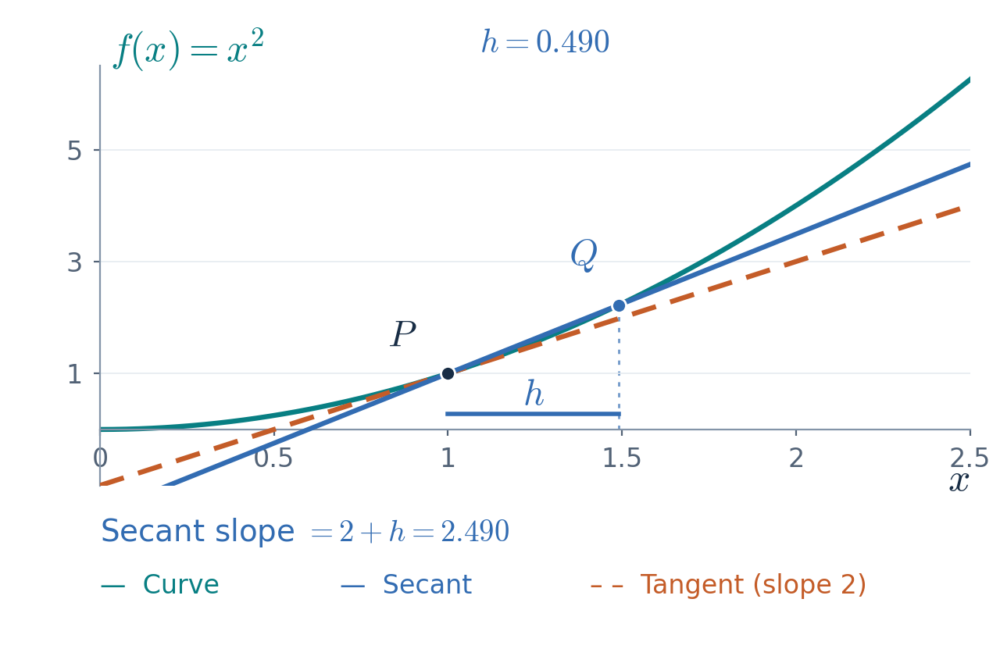 f(x) = x²
h = 0.490
5
3
Q
P
1
h
0 0.5 1 1.5 2 2.5
x
Secant slope = 2 + h = 2.490
— Curve — Secant – – Tangent (slope 2)